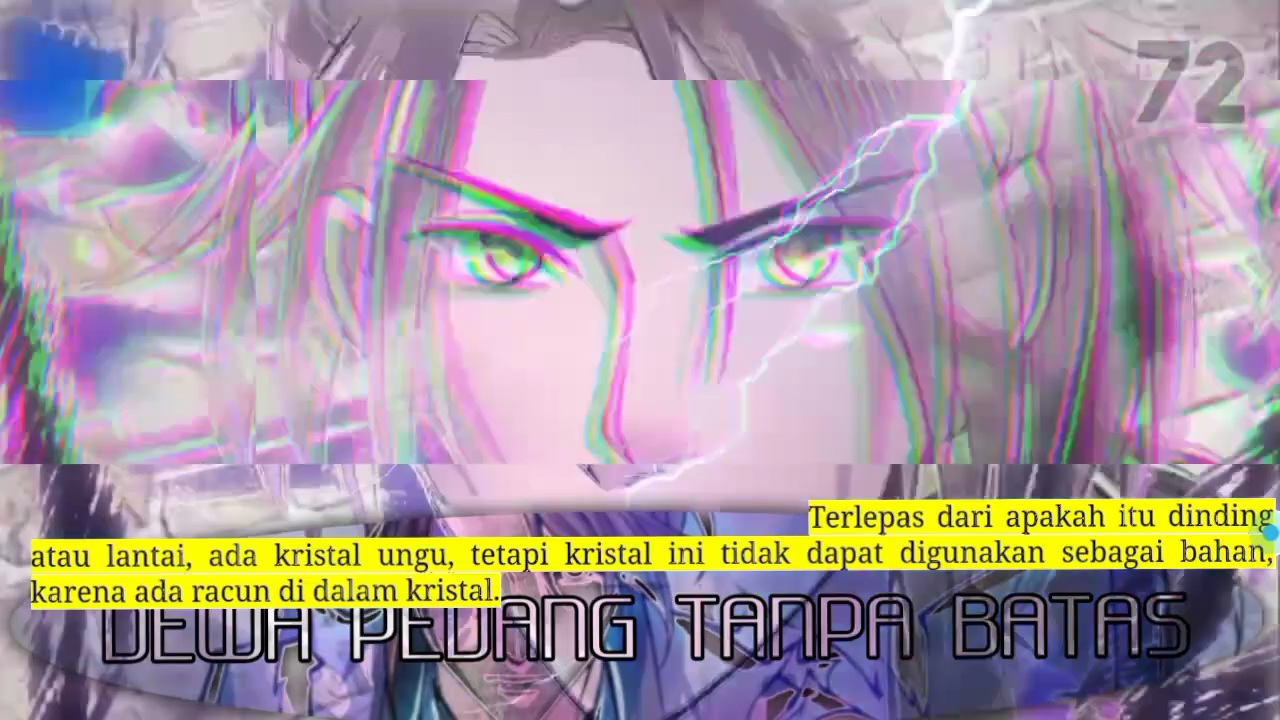 72
Terlepas dari apakah itu dinding
atau lantai, ada kristal ungu, tetapi kristal ini tidak dapat digunakan sebagai bahan,
karena ada racun di dalam kristal.
DEWA PEDANG TANPA BATAS